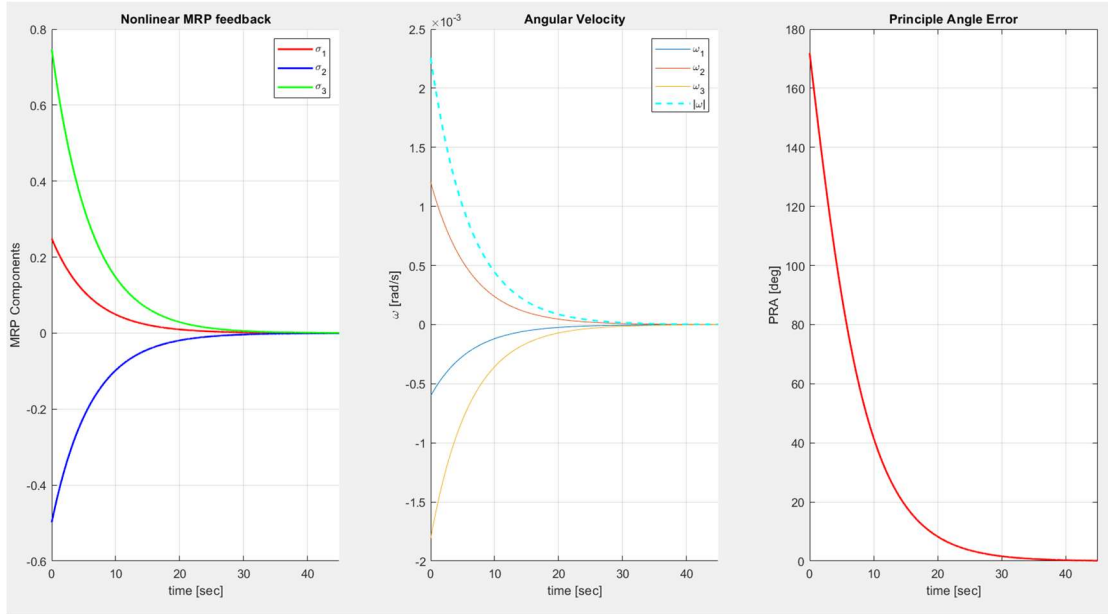 Nonlinear MRP feedback
0.8
0.6
0.4
0.2
0
-0.2
-0.4
-0.6
MRP Components
σ1
σ2
σ3
0 10 20 30 40
time [sec]
Angular Velocity
×10-3
2.5
2
1.5
1
0.5
0
-0.5
-1
-1.5
-2
ω [rad/s]
ω1
ω2
ω3
|ω|
0 10 20 30 40
time [sec]
Principle Angle Error
180
160
140
120
100
80
60
40
20
0
PRA [deg]
0 10 20 30 40
time [sec]